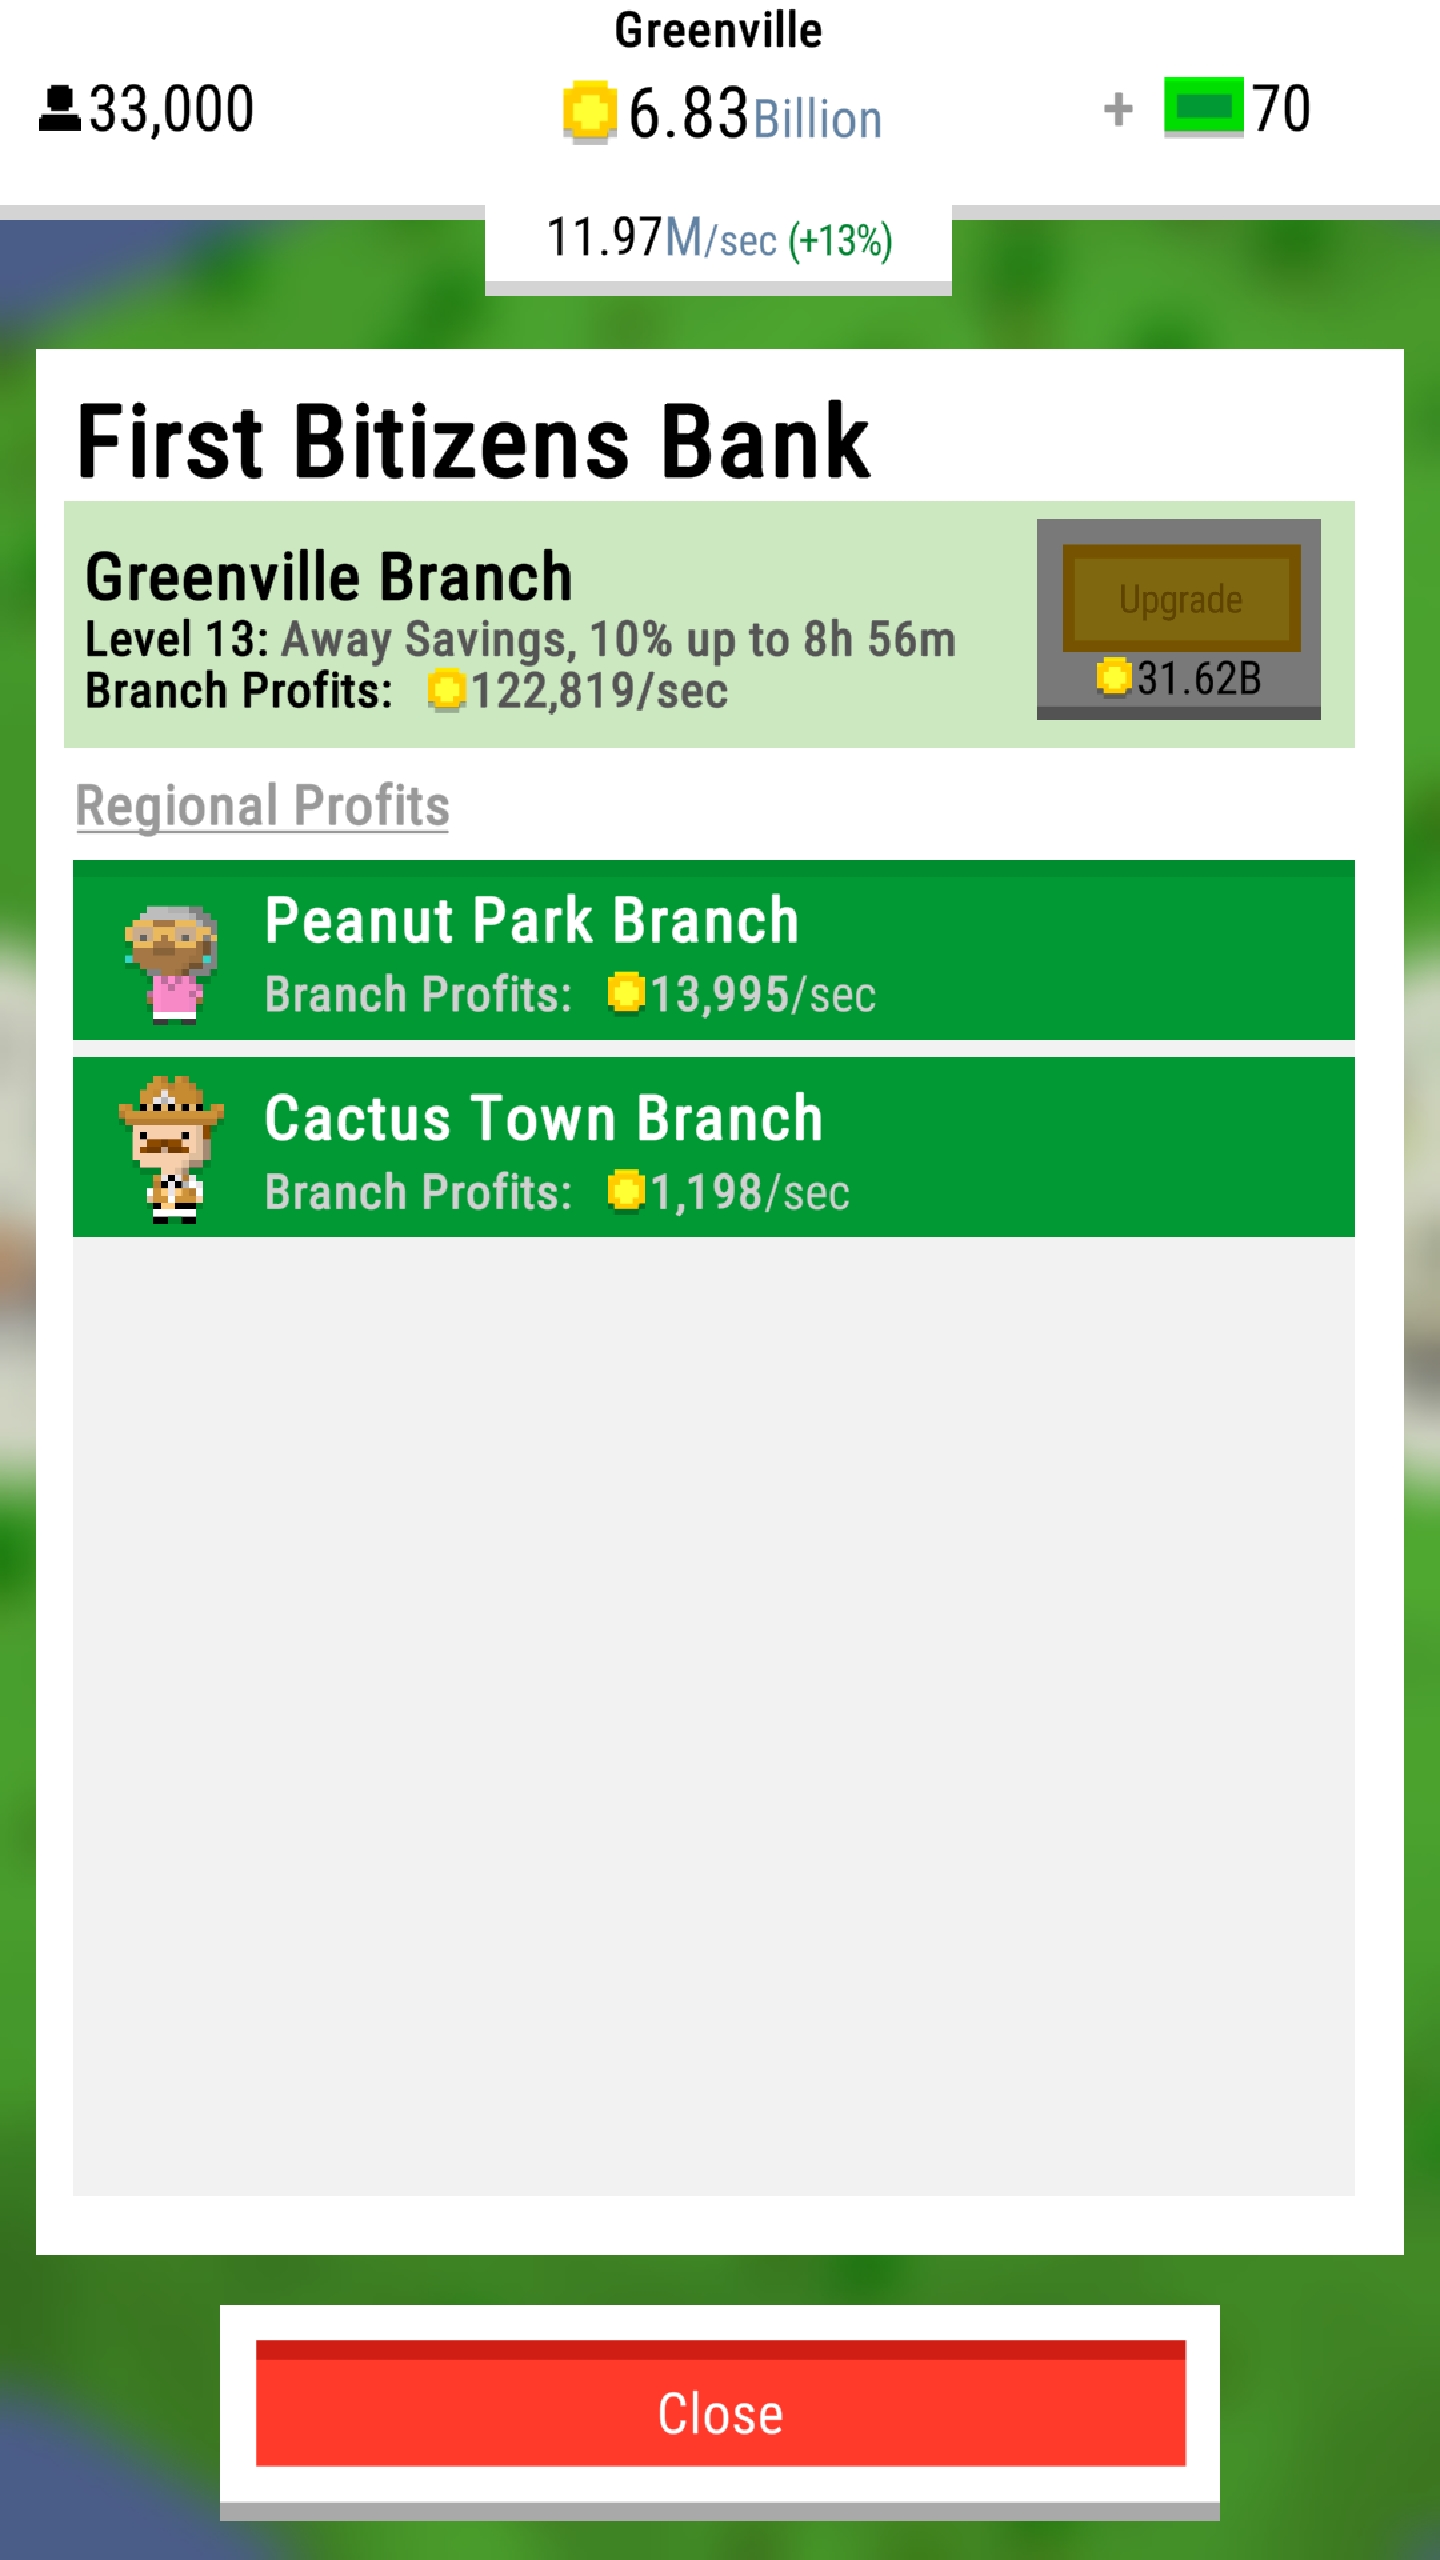 Greenville
33,000
6.83Billion
+ 70
11.97M/sec (+13%)
First Bitizens Bank
Greenville Branch
Level 13: Away Savings, 10% up to 8h 56m
Branch Profits: 122,819/sec
Upgrade
31.62B
Regional Profits
Peanut Park Branch
Branch Profits: 13,995/sec
Cactus Town Branch
Branch Profits: 1,198/sec
Close